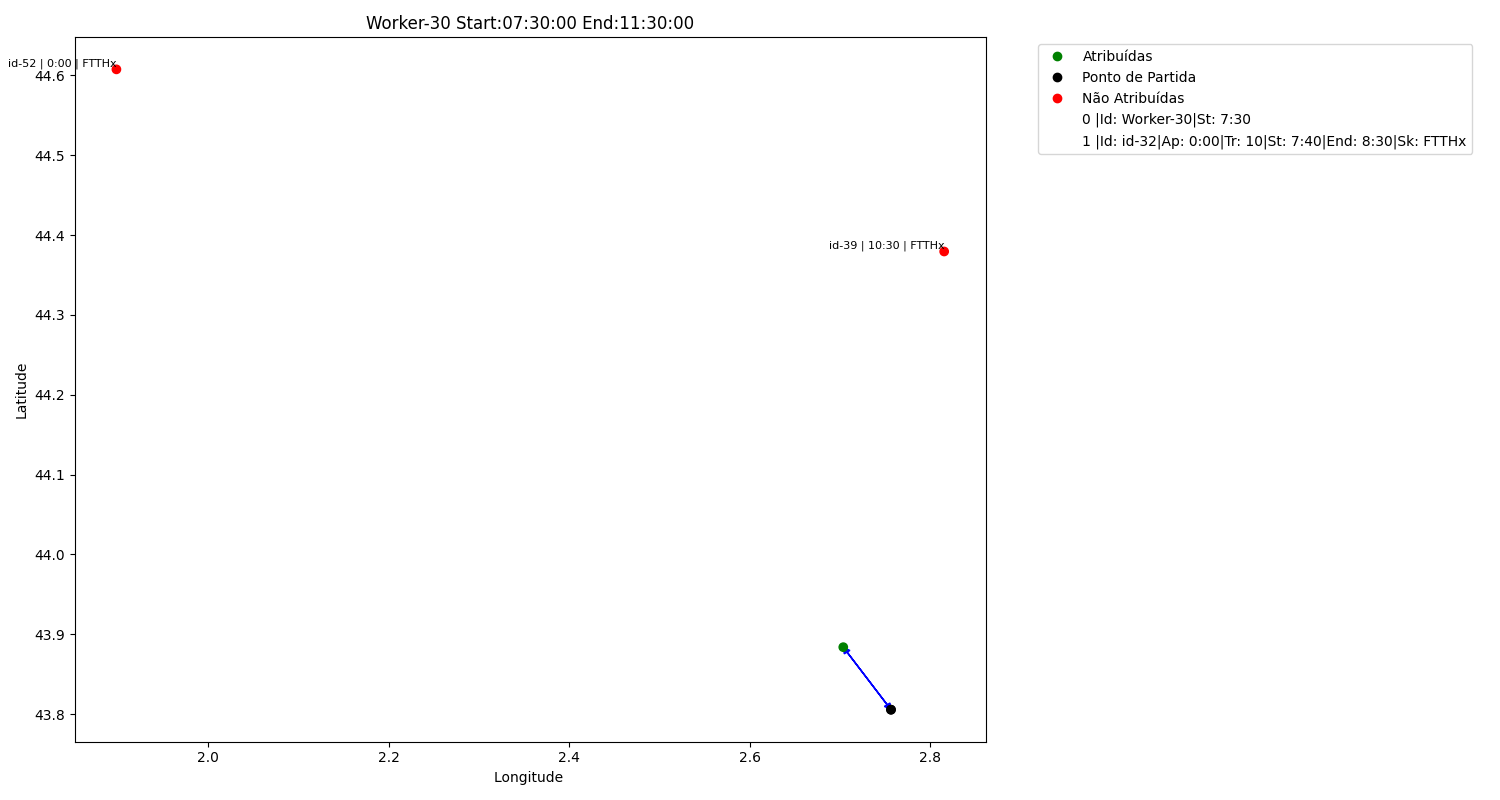 Worker-30 Start:07:30:00 End:11:30:00
id-52 | 0:00 | FTTHx
id-39 | 10:30 | FTTHx
44.6
44.5
44.4
44.3
44.2
44.1
44.0
43.9
43.8
Latitude
2.0
2.2
2.4
2.6
2.8
Longitude
Atribuídas
Ponto de Partida
Não Atribuídas
0 |Id: Worker-30|St: 7:30
1 |Id: id-32|Ap: 0:00|Tr: 10|St: 7:40|End: 8:30|Sk: FTTHx